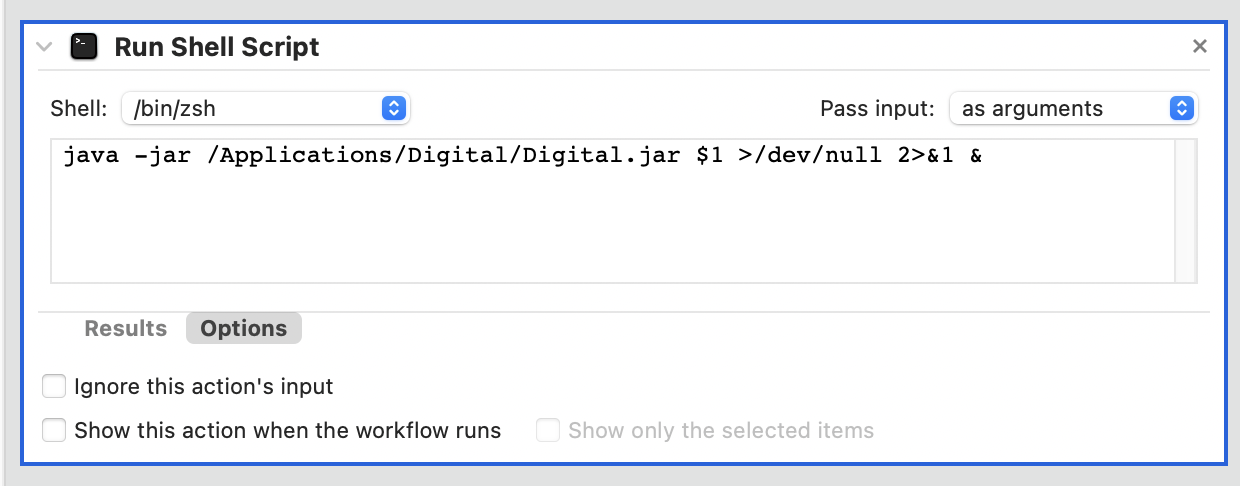 Run Shell Script
Shell: /bin/zsh Pass input: as arguments
java -jar /Applications/Digital/Digital.jar $1 >/dev/null 2>&1 &
Results Options
Ignore this action's input
Show this action when the workflow runs Show only the selected items